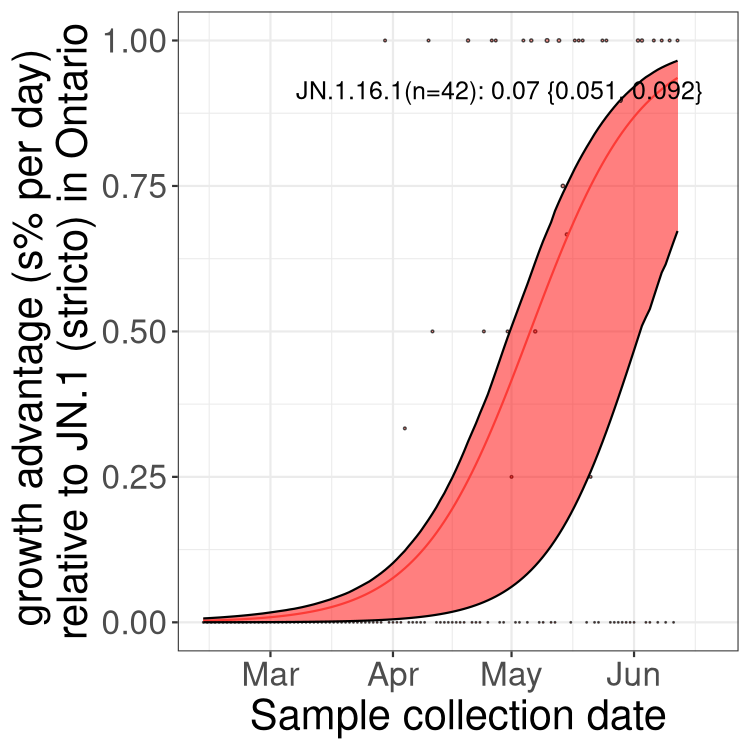 growth advantage (s% per day)
relative to JN.1 (stricto) in Ontario
1.00
0.75
0.50
0.25
0.00
JN.1.16.1(n=42): 0.07 {0.051, 0.092}
Mar Apr May Jun
Sample collection date